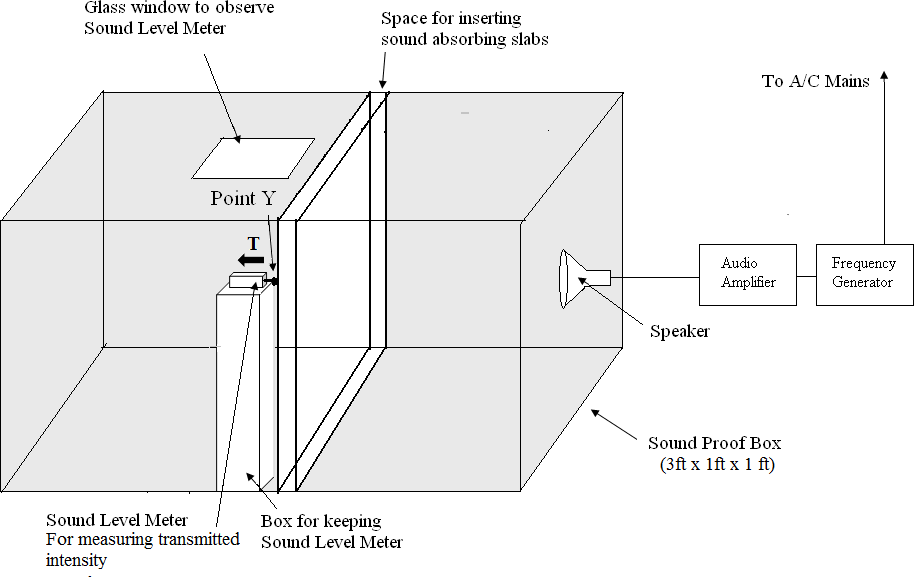 Glass window to observe
Sound Level Meter
Space for inserting
sound absorbing slabs
To A/C Mains
Point Y
T
Audio
Amplifier
Frequency
Generator
Speaker
Sound Proof Box
(3ft x 1ft x 1 ft)
Sound Level Meter
For measuring transmitted
intensity
Box for keeping
Sound Level Meter